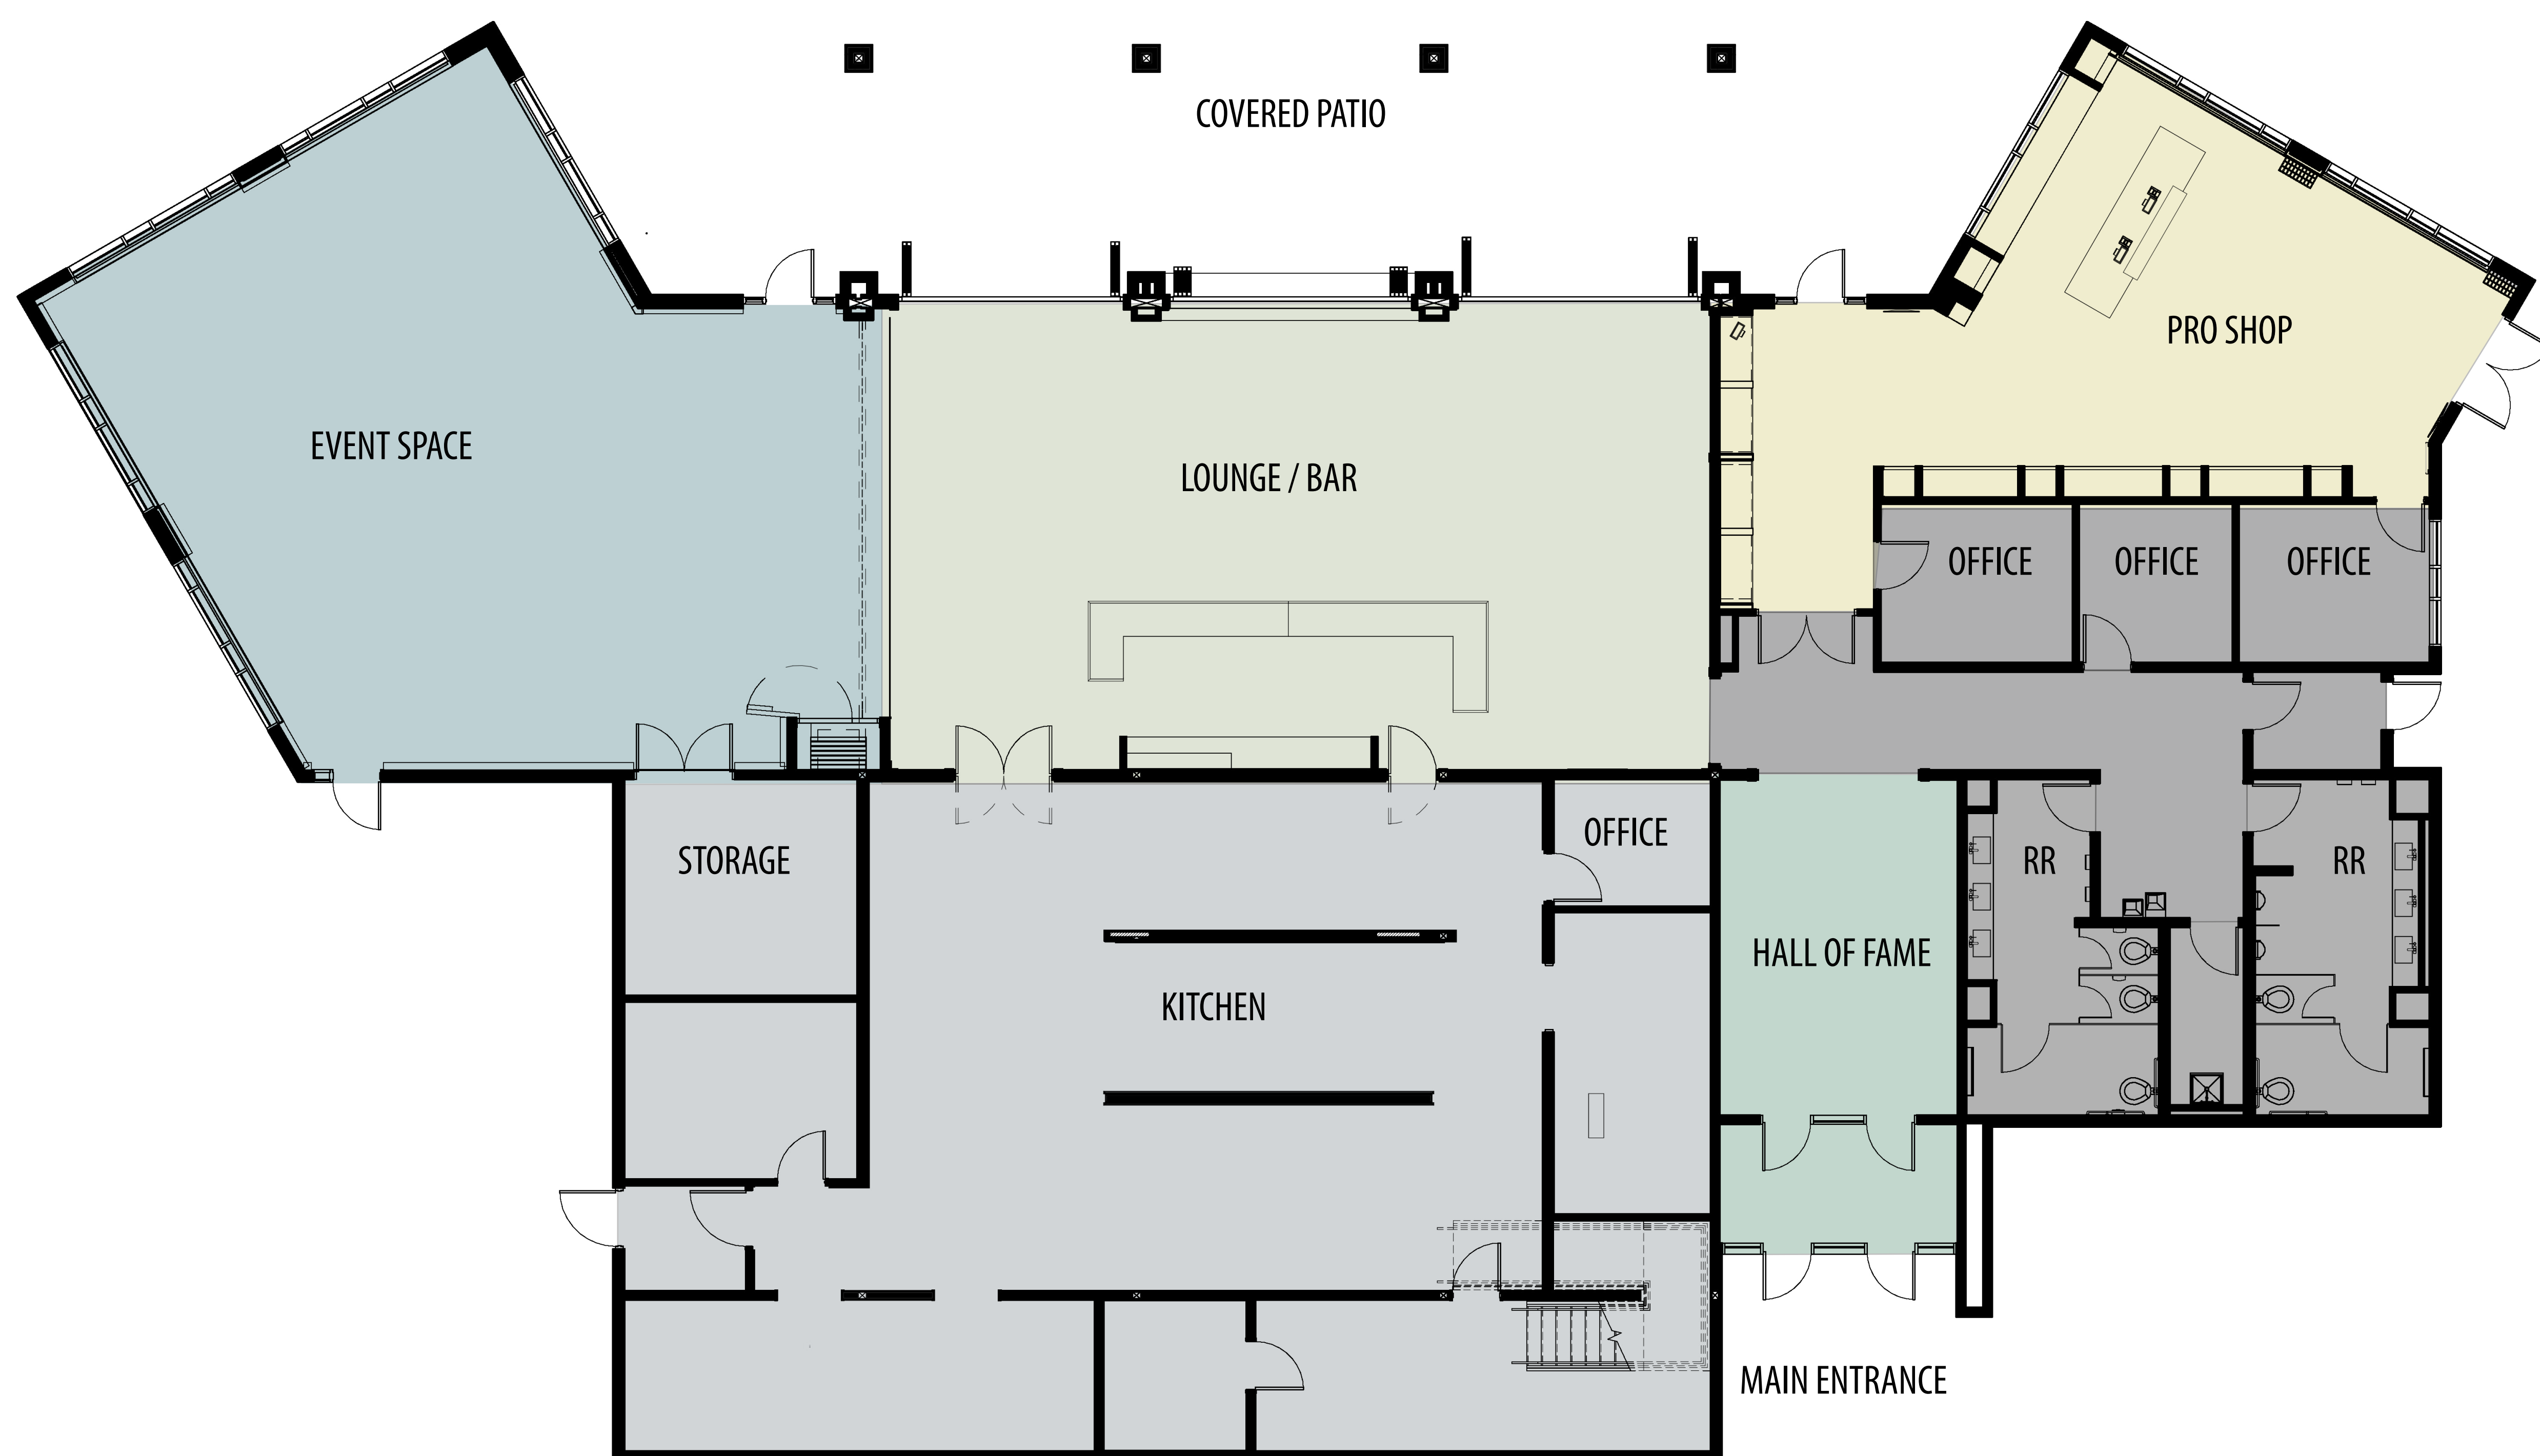 COVERED PATIO
PRO SHOP
EVENT SPACE
LOUNGE / BAR
OFFICE
OFFICE
OFFICE
OFFICE
STORAGE
RR
RR
HALL OF FAME
KITCHEN
MAIN ENTRANCE